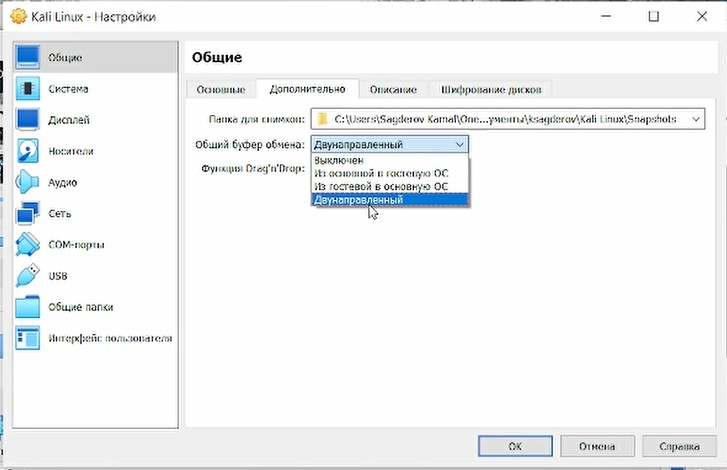 Kali Linux - Настройки
Общие
Система
Дисплей
Носители
Аудио
Сеть
COM-порты
USB
Общие папки
Интерфейс пользователя
Общие
Основные Дополнительно Описание Шифрование дисков
Папка для снимков: C:\Users\Sagderov Kamal\One...ументы\ksagderov\Kali Linux\Snapshots
Общий буфер обмена: Двунаправленный
Функция Drag'n'Drop:
Выключен
Из основной в гостевую ОС
Из гостевой в основную ОС
Двунаправленный
OK Отмена Справка